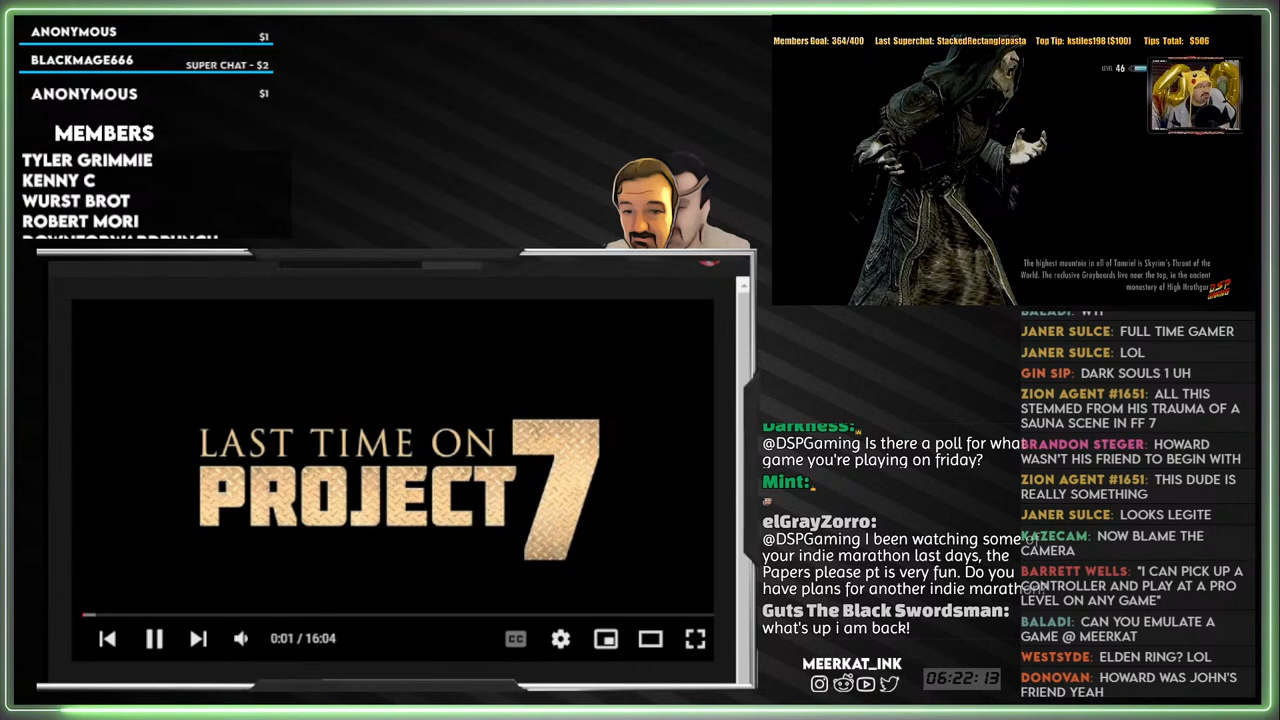 ANONYMOUS $1
BLACKMAGE666 SUPER CHAT - $2
ANONYMOUS $1
MEMBERS
TYLER GRIMMIE
KENNY C
WURST BROT
ROBERT MORI
Members Goal: 364/400 Last Superchat: StackedRectanglepasta Top Tip: kstiles198 ($100) Tips Total: $506
LEVEL 46
The highest mountain in all of Tamriel is Skyrim's Throat of the
World. The reclusive Greybeards live near the top, in the ancient
monastery of High Hrothgar
DSP
GAMING
LAST TIME ON
PROJECT 7
0:01 / 16:04
CC
Darkness:
@DSPGaming Is there a poll for what
game you're playing on friday?
Mint:
elGrayZorro:
@DSPGaming I been watching some of
your indie marathon last days, the
Papers please pt is very fun. Do you
have plans for another indie marathon?
Guts The Black Swordsman:
what's up i am back!
MEERKAT_INK
06:22:13
BALADI:
JANER SULCE: FULL TIME GAMER
JANER SULCE: LOL
GIN SIP: DARK SOULS 1 UH
ZION AGENT #1651: ALL THIS
STEMMED FROM HIS TRAUMA OF A
SAUNA SCENE IN FF 7
BRANDON STEGER: HOWARD
WASN'T HIS FRIEND TO BEGIN WITH
ZION AGENT #1651: THIS DUDE IS
REALLY SOMETHING
JANER SULCE: LOOKS LEGITE
KAZECAM: NOW BLAME THE
CAMERA
BARRETT WELLS: "I CAN PICK UP A
CONTROLLER AND PLAY AT A PRO
LEVEL ON ANY GAME"
BALADI: CAN YOU EMULATE A
GAME @ MEERKAT
WESTSYDE: ELDEN RING? LOL
DONOVAN: HOWARD WAS JOHN'S
FRIEND YEAH